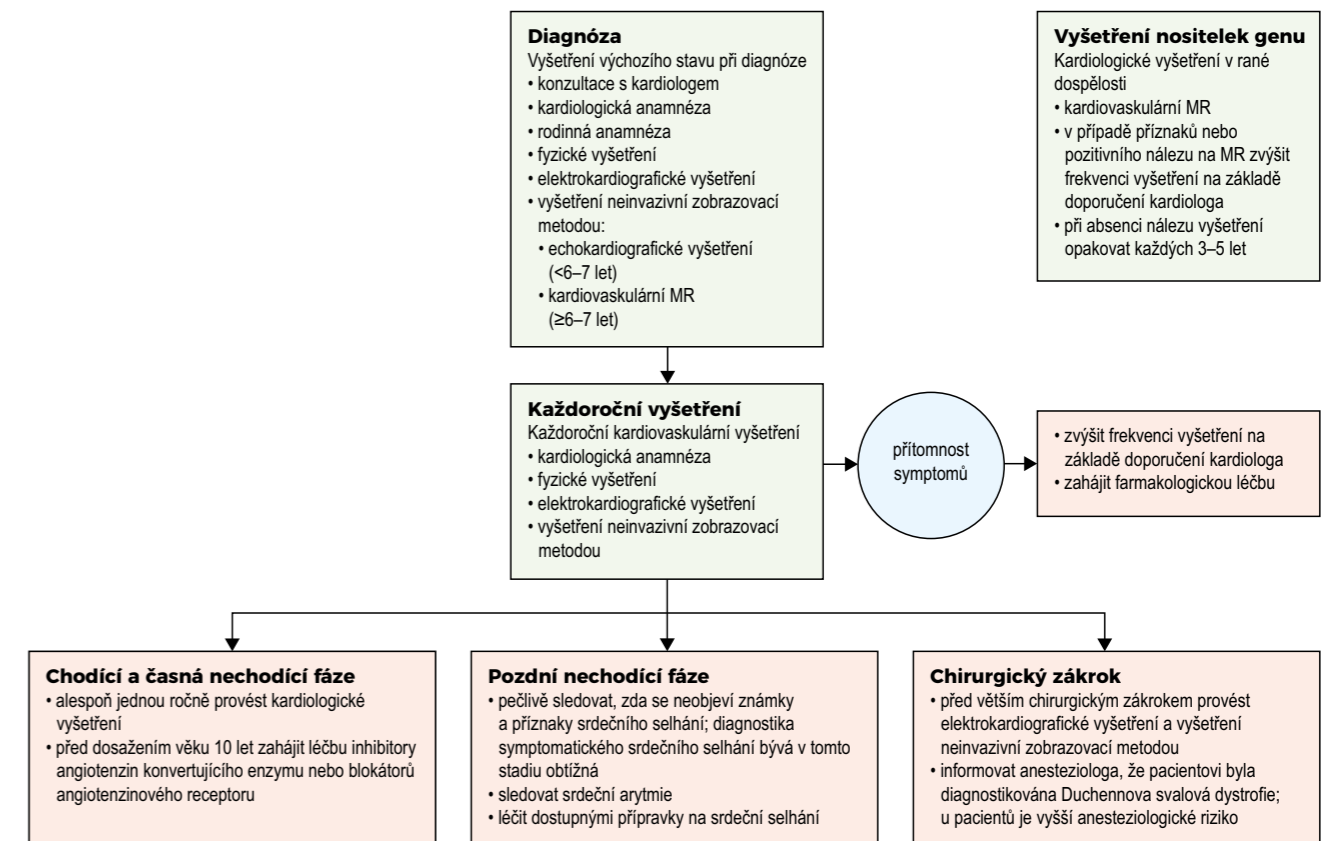 Diagnóza
Vyšetření výchozího stavu při diagnóze
• konzultace s kardiologem
• kardiologická anamnéza
• rodinná anamnéza
• fyzické vyšetření
• elektrokardiografické vyšetření
• vyšetření neinvazivní zobrazovací
metodou:
• echokardiografické vyšetření
(<6–7 let)
• kardiovaskulární MR
(≥6–7 let)
Vyšetření nositelek genu
Kardiologické vyšetření v rané
dospělosti
• kardiovaskulární MR
• v případě příznaků nebo
pozitivního nálezu na MR zvýšit
frekvenci vyšetření na základě
doporučení kardiologa
• při absenci nálezu vyšetření
opakovat každých 3–5 let
Každoroční vyšetření
Každoroční kardiovaskulární vyšetření
• kardiologická anamnéza
• fyzické vyšetření
• elektrokardiografické vyšetření
• vyšetření neinvazivní zobrazovací
metodou
přítomnost
symptomů
• zvýšit frekvenci vyšetření na
základě doporučení kardiologa
• zahájit farmakologickou léčbu
Chodící a časná nechodící fáze
• alespoň jednou ročně provést kardiologické
vyšetření
• před dosažením věku 10 let zahájit léčbu inhibitory
angiotenzin konvertujícího enzymu nebo blokátorů
angiotenzinového receptoru
Pozdní nechodící fáze
• pečlivě sledovat, zda se neobjeví známky
a příznaky srdečního selhání; diagnostika
symptomatického srdečního selhání bývá v tomto
stadiu obtížná
• sledovat srdeční arytmie
• léčit dostupnými přípravky na srdeční selhání
Chirurgický zákrok
• před větším chirurgickým zákrokem provést
elektrokardiografické vyšetření a vyšetření
neinvazivní zobrazovací metodou
• informovat anesteziologa, že pacientovi byla
diagnostikována Duchennova svalová dystrofie;
u pacientů je vyšší anesteziologické riziko